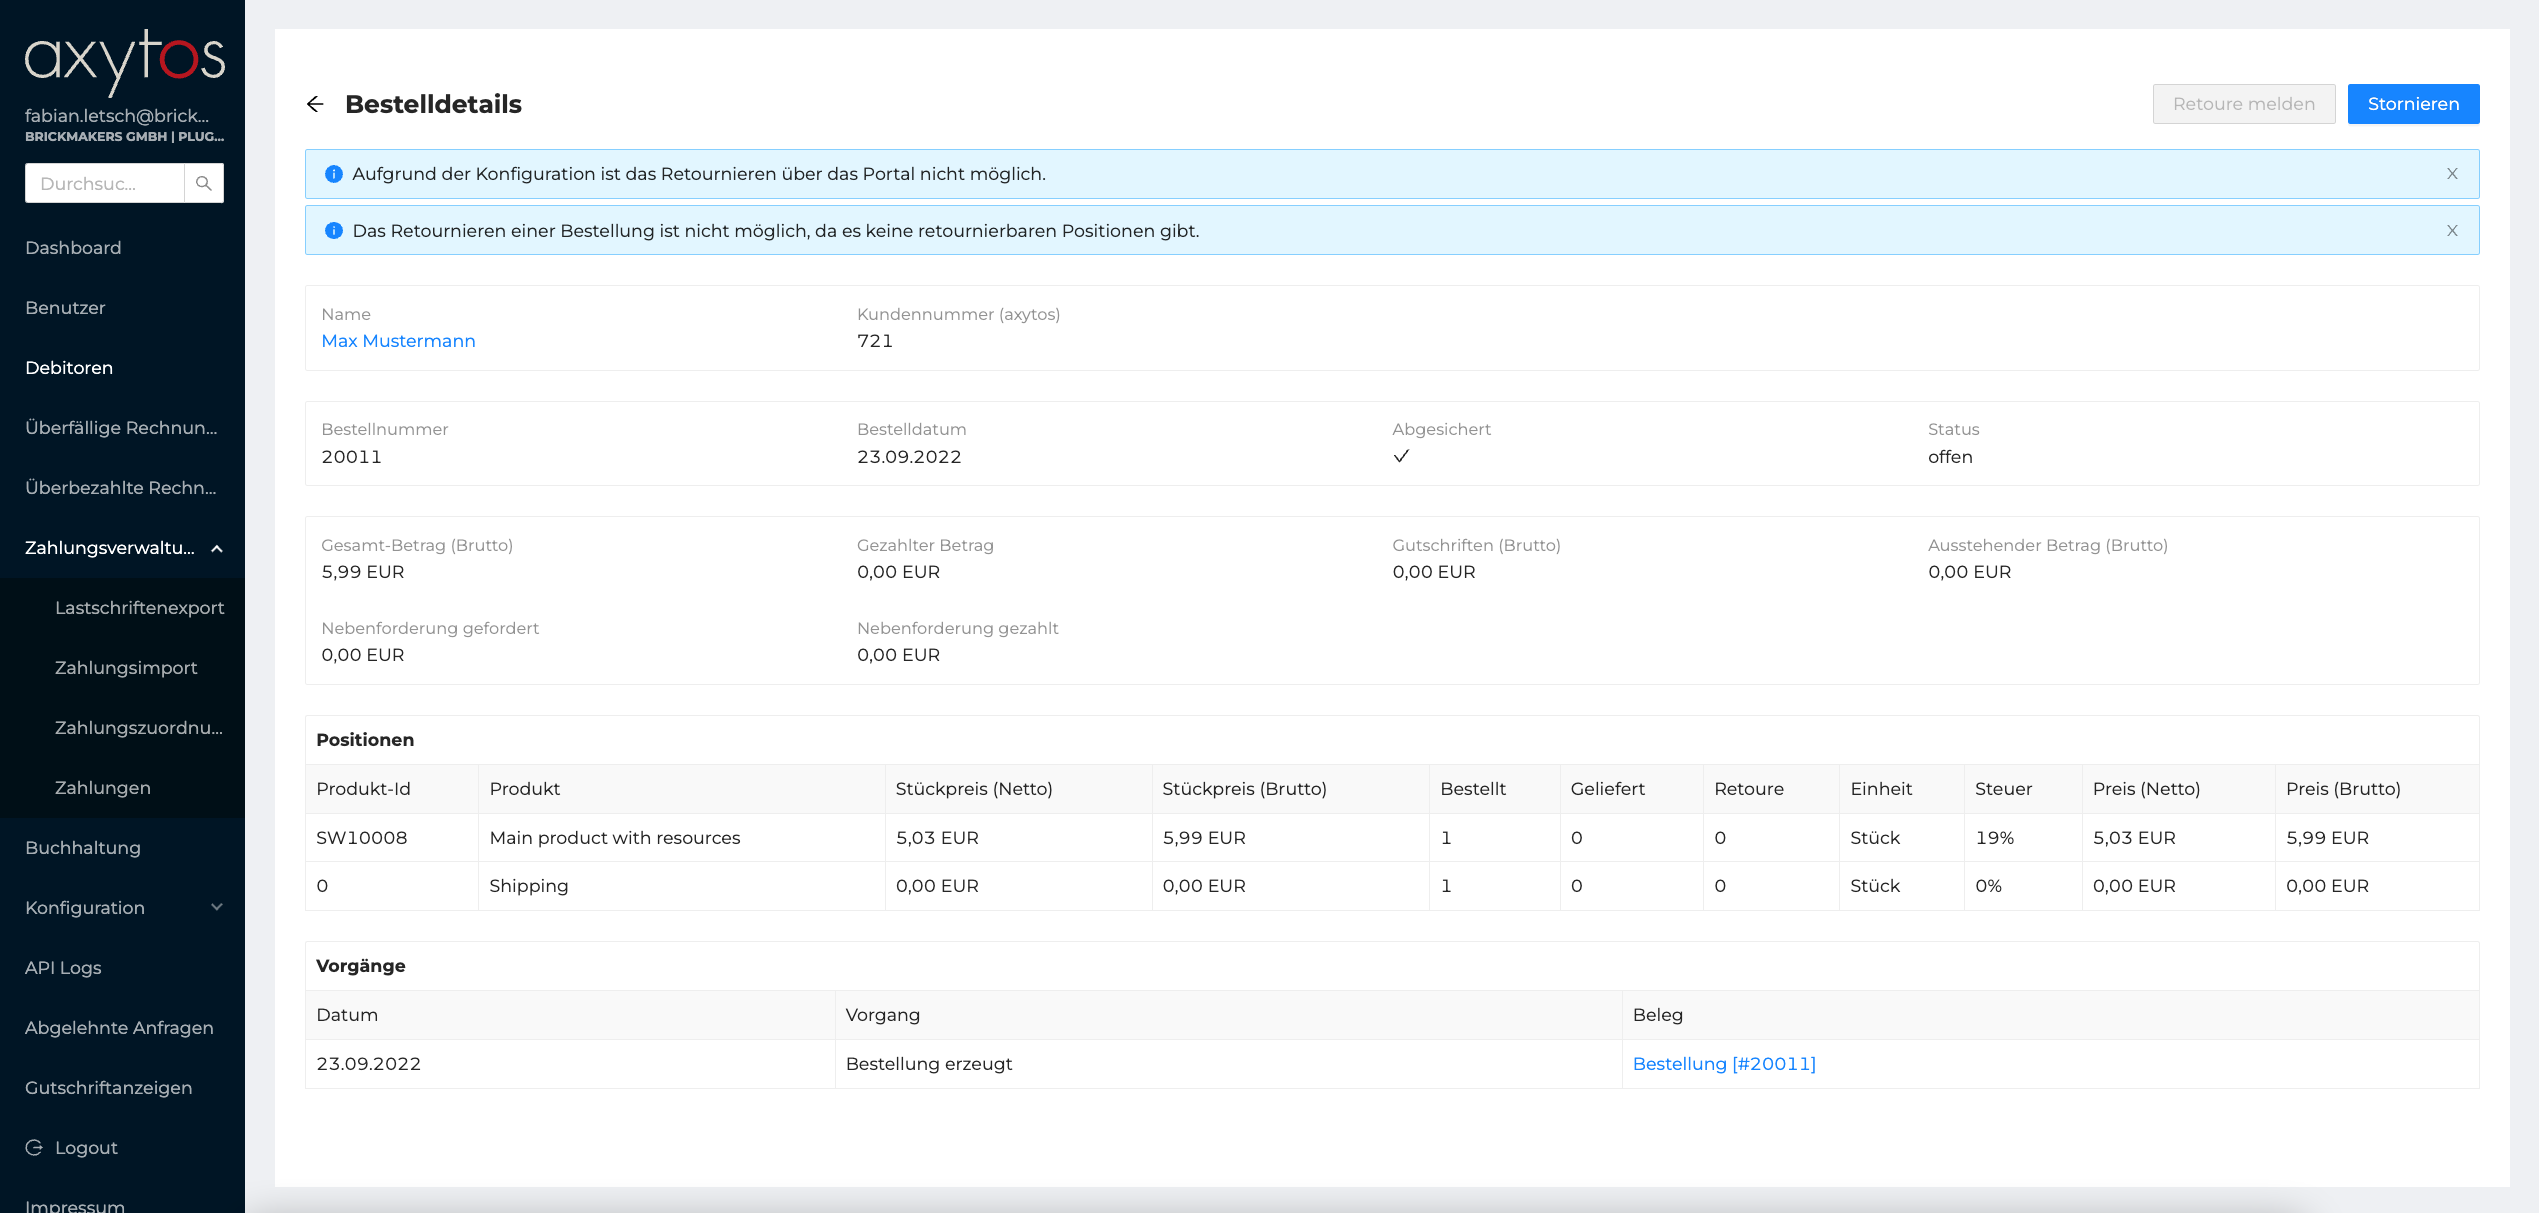 axytos
fabian.letsch@brick...
BRICKMAKERS GMBH | PLUG...
Durchsuc...
Dashboard
Benutzer
Debitoren
Überfällige Rechnun...
Überbezahlte Rechn...
Zahlungsverwaltu...
Lastschriftenexport
Zahlungsimport
Zahlungszuordnu...
Zahlungen
Buchhaltung
Konfiguration
API Logs
Abgelehnte Anfragen
Gutschriftanzeigen
Logout
Impressum
Bestelldetails
Retoure melden
Stornieren
Aufgrund der Konfiguration ist das Retournieren über das Portal nicht möglich.
Das Retournieren einer Bestellung ist nicht möglich, da es keine retournierbaren Positionen gibt.
Name Kundennummer (axytos)
Max Mustermann 721
Bestellnummer Bestelldatum Abgesichert Status
20011 23.09.2022 ✓ offen
Gesamt-Betrag (Brutto) Gezahlter Betrag Gutschriften (Brutto) Ausstehender Betrag (Brutto)
5,99 EUR 0,00 EUR 0,00 EUR 0,00 EUR
Nebenforderung gefordert Nebenforderung gezahlt
0,00 EUR 0,00 EUR
Positionen
Produkt-Id Produkt Stückpreis (Netto) Stückpreis (Brutto) Bestellt Geliefert Retoure Einheit Steuer Preis (Netto) Preis (Brutto)
SW10008 Main product with resources 5,03 EUR 5,99 EUR 1 0 0 Stück 19% 5,03 EUR 5,99 EUR
0 Shipping 0,00 EUR 0,00 EUR 1 0 0 Stück 0% 0,00 EUR 0,00 EUR
Vorgänge
Datum Vorgang Beleg
23.09.2022 Bestellung erzeugt Bestellung [#20011]